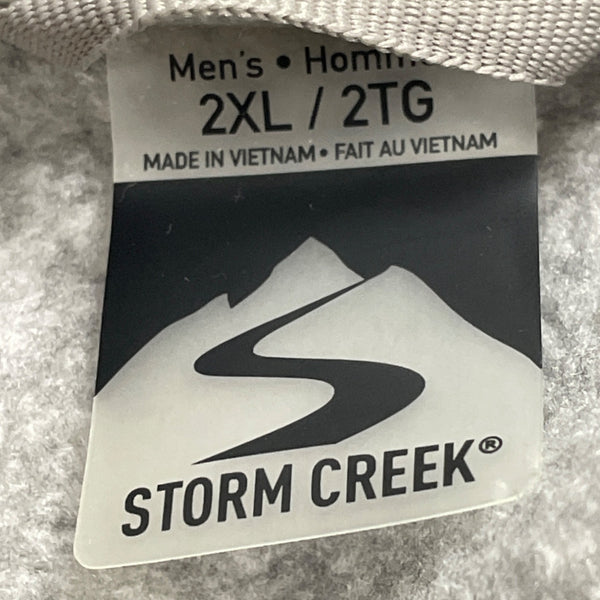 Men's •
2XL / 2TG
MADE IN VIETNAM • FAIT AU VIETNAM
STORM CREEK®